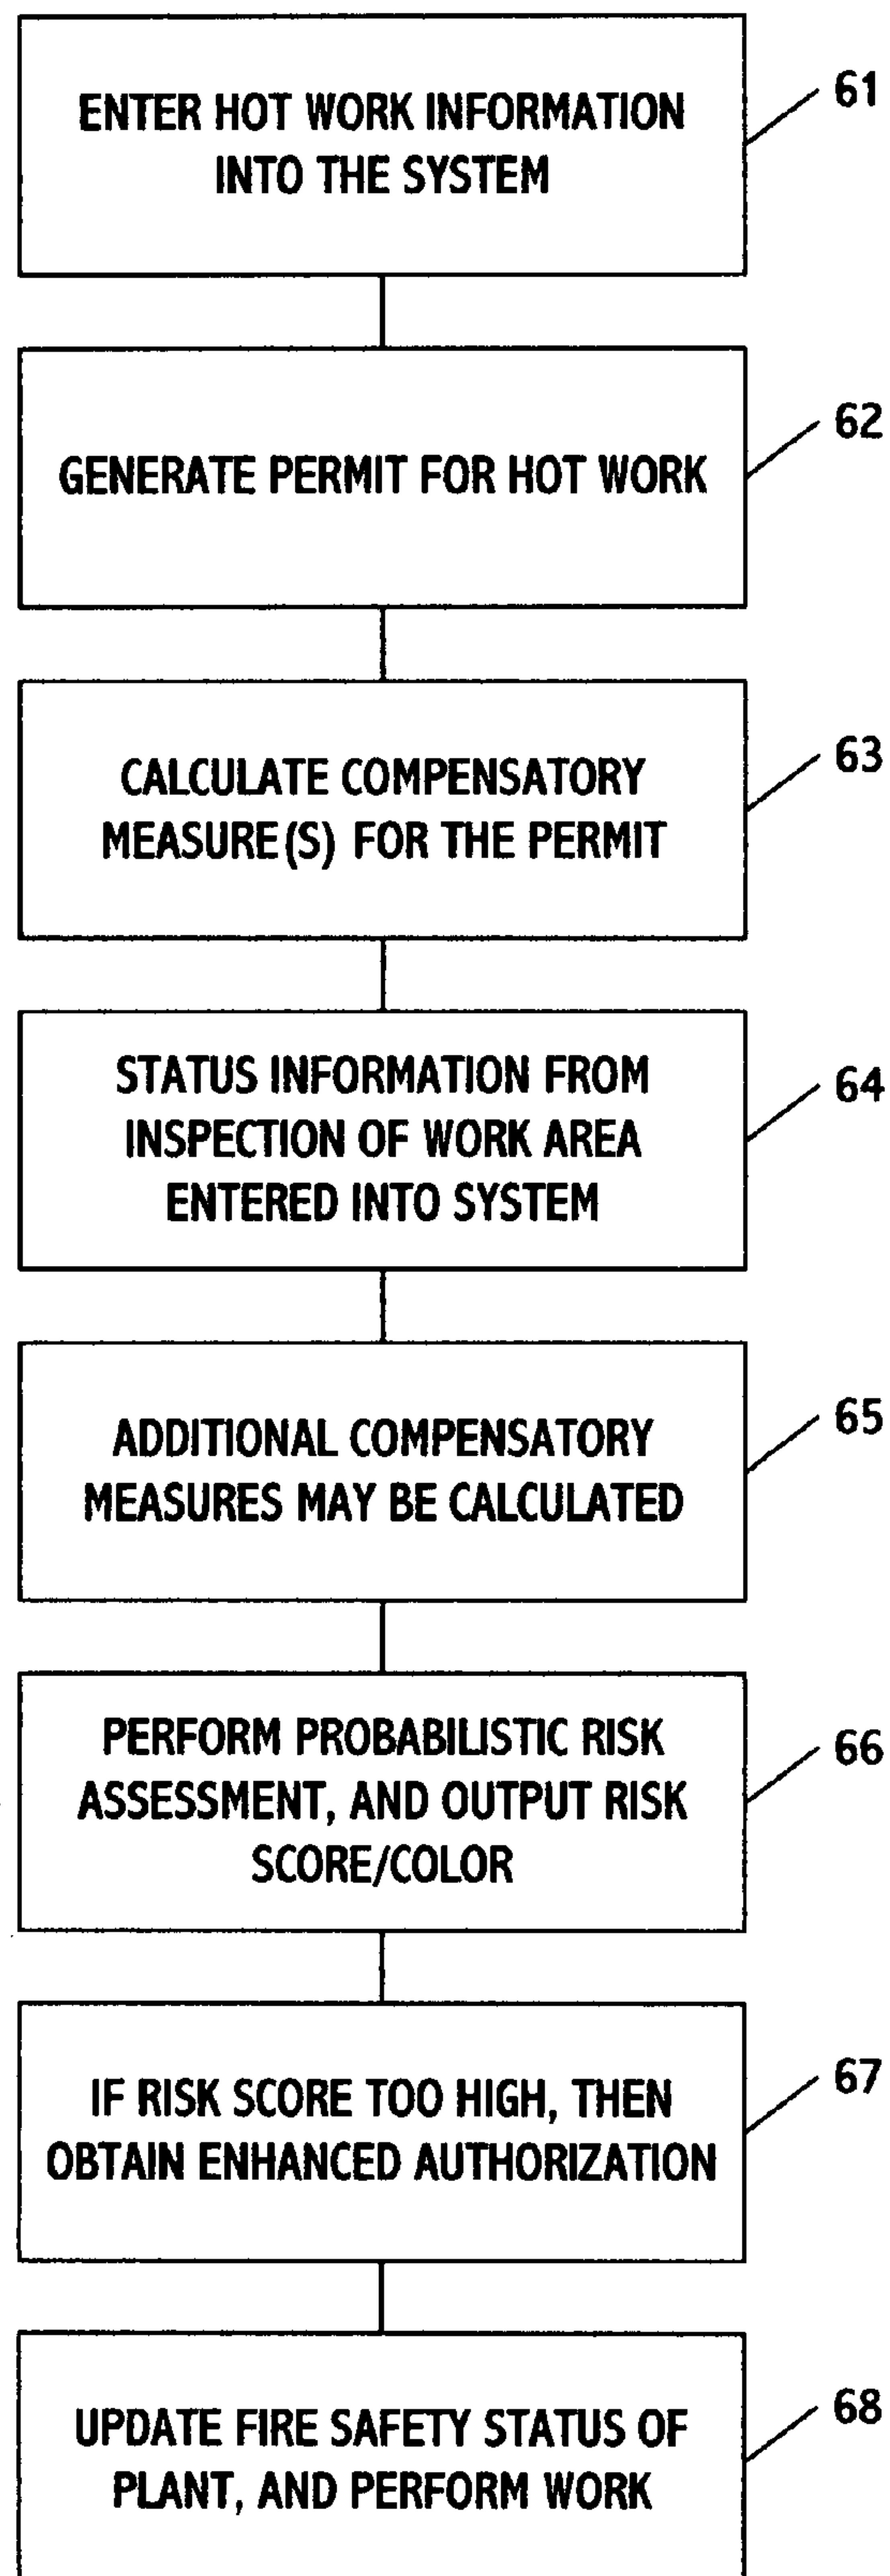 ENTER HOT WORK INFORMATION
INTO THE SYSTEM
61
GENERATE PERMIT FOR HOT WORK
62
CALCULATE COMPENSATORY
MEASURE(S) FOR THE PERMIT
63
STATUS INFORMATION FROM
INSPECTION OF WORK AREA
ENTERED INTO SYSTEM
64
ADDITIONAL COMPENSATORY
MEASURES MAY BE CALCULATED
65
PERFORM PROBABILISTIC RISK
ASSESSMENT, AND OUTPUT RISK
SCORE/COLOR
66
IF RISK SCORE TOO HIGH, THEN
OBTAIN ENHANCED AUTHORIZATION
67
UPDATE FIRE SAFETY STATUS OF
PLANT, AND PERFORM WORK
68